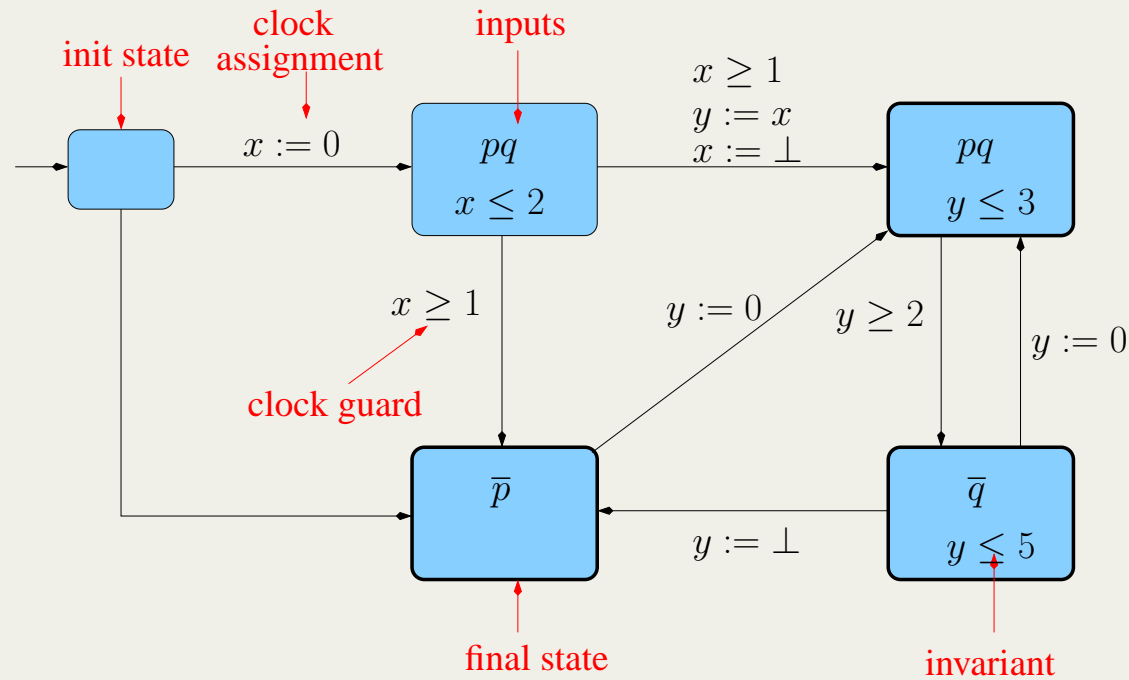 clock
assignment
inputs
init state
x ≥ 1
y := x
x := ⊥
x := 0
pq
x ≤ 2
pq
y ≤ 3
x ≥ 1
y := 0
y ≥ 2
y := 0
clock guard
p̅
q̅
y ≤ 5
y := ⊥
final state
invariant